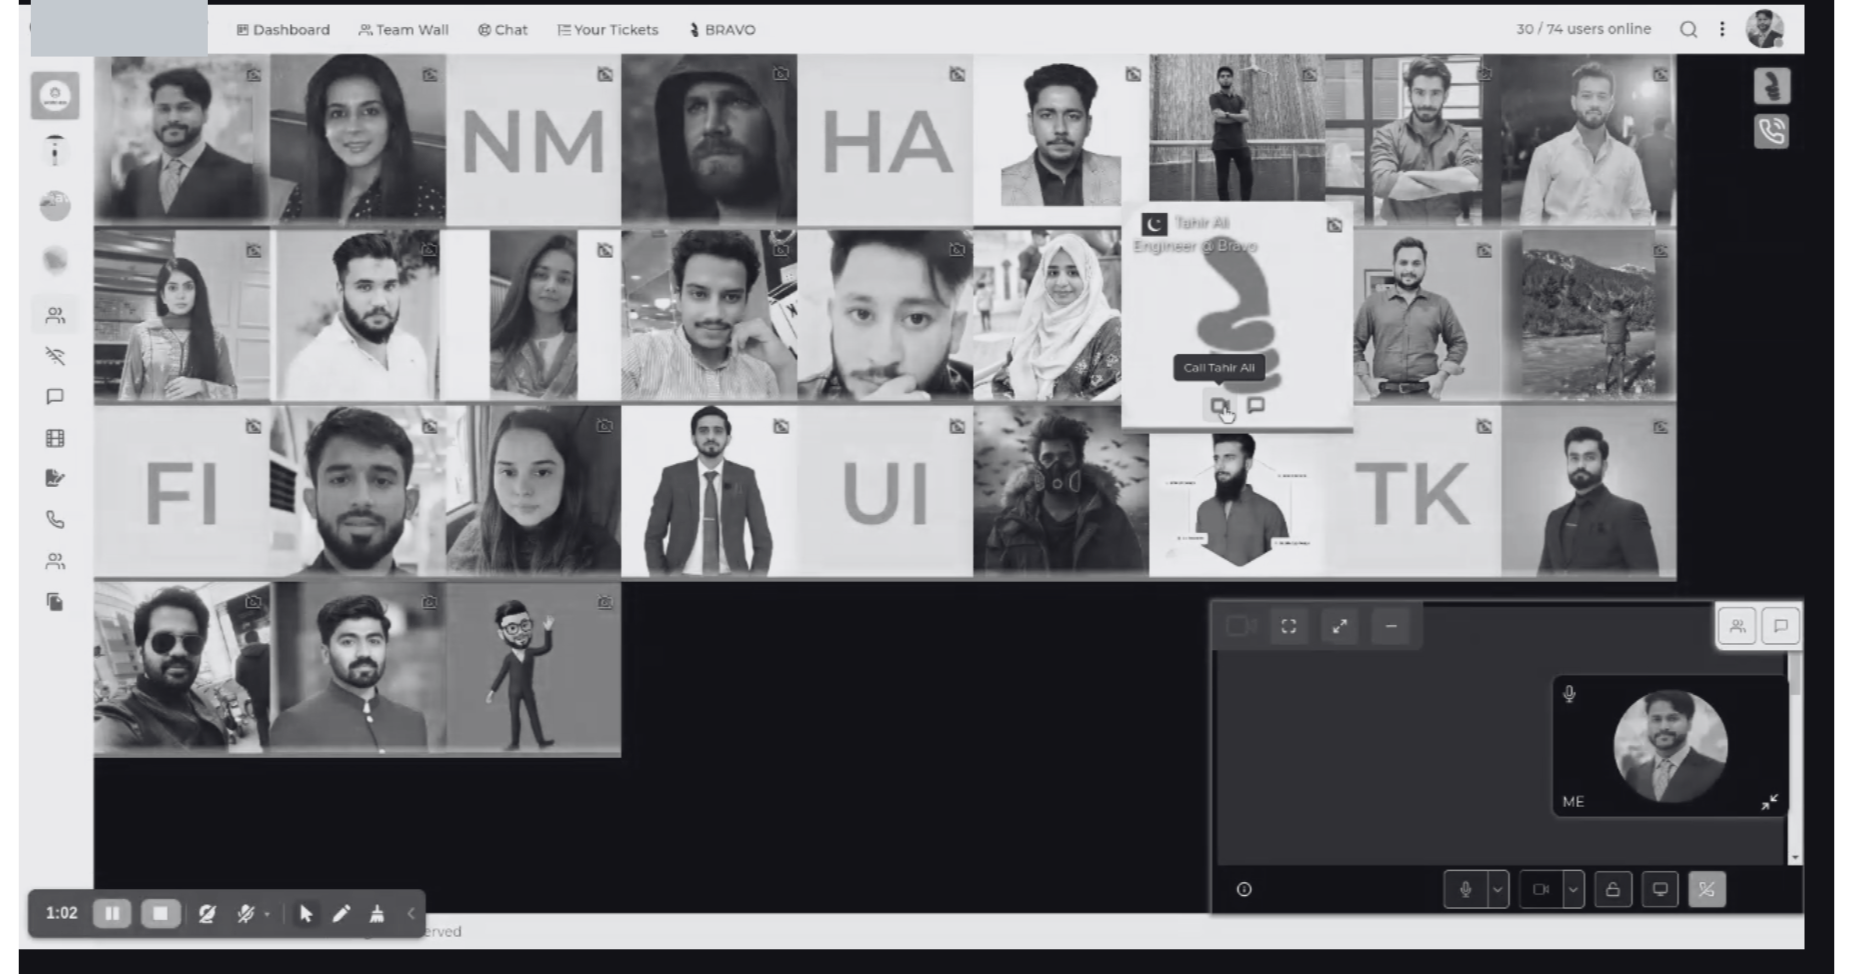 Dashboard Team Wall Chat Your Tickets BRAVO 30 / 74 users online
NM
HA
Tahir Ali
Engineer @ Bravo
Call Tahir Ali
FI
UI
TK
ME
1:02
erved